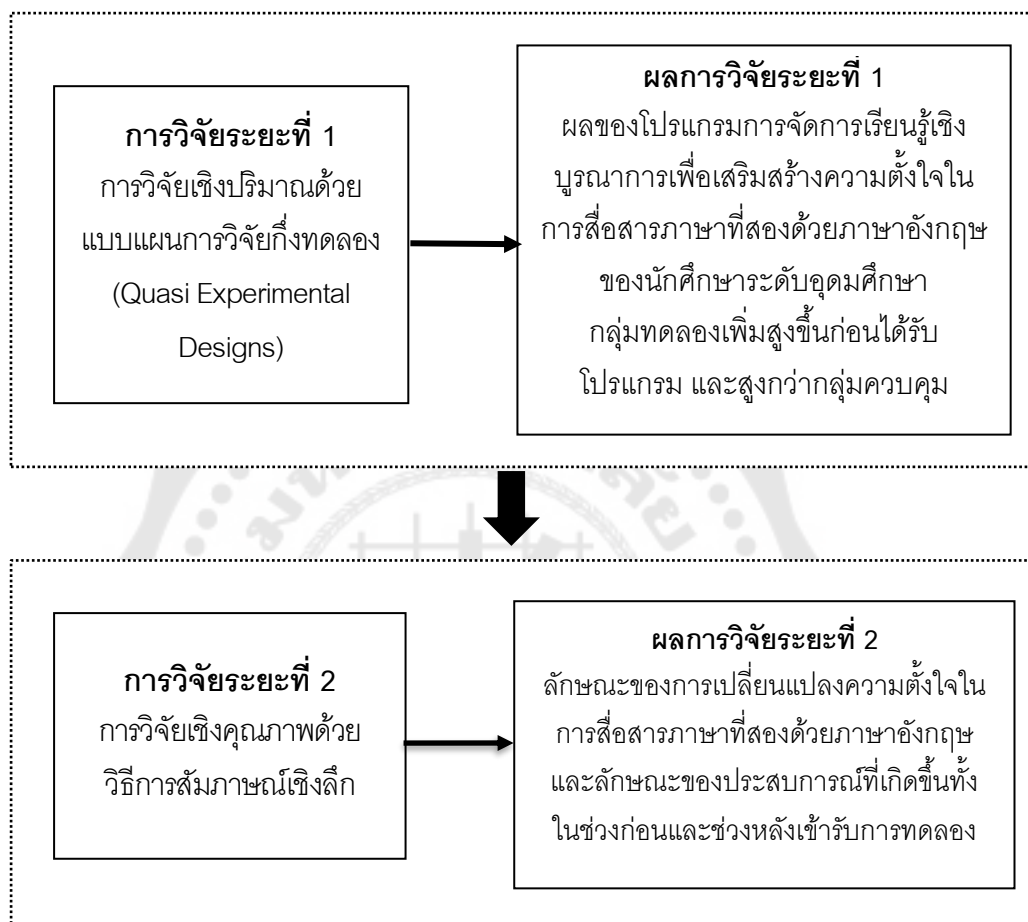 การวิจัยระยะที่ 1
การวิจัยเชิงปริมาณด้วย
แบบแผนการวิจัยกึ่งทดลอง
(Quasi Experimental
Designs)
ผลการวิจัยระยะที่ 1
ผลของโปรแกรมการจัดการเรียนรู้เชิง
บูรณาการเพื่อเสริมสร้างความตั้งใจใน
การสื่อสารภาษาที่สองด้วยภาษาอังกฤษ
ของนักศึกษาระดับอุดมศึกษา
กลุ่มทดลองเพิ่มสูงขึ้นก่อนได้รับ
โปรแกรม และสูงกว่ากลุ่มควบคุม
การวิจัยระยะที่ 2
การวิจัยเชิงคุณภาพด้วย
วิธีการสัมภาษณ์เชิงลึก
ผลการวิจัยระยะที่ 2
ลักษณะของการเปลี่ยนแปลงความตั้งใจใน
การสื่อสารภาษาที่สองด้วยภาษาอังกฤษ
และลักษณะของประสบการณ์ที่เกิดขึ้นทั้ง
ในช่วงก่อนและช่วงหลังเข้ารับการทดลอง